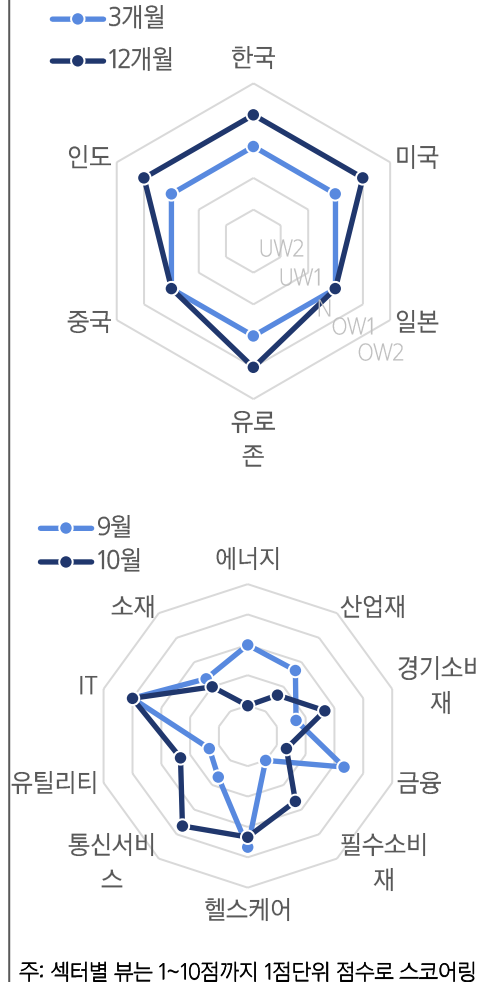 3개월
12개월
한국
인도
미국
UW2
UW1
N
OW1
OW2
중국
일본
유로
존
9월
10월
에너지
소재
산업재
IT
경기소비
재
유틸리티
금융
통신서비
스
필수소비
재
헬스케어
주: 섹터별 뷰는 1~10점까지 1점단위 점수로 스코어링